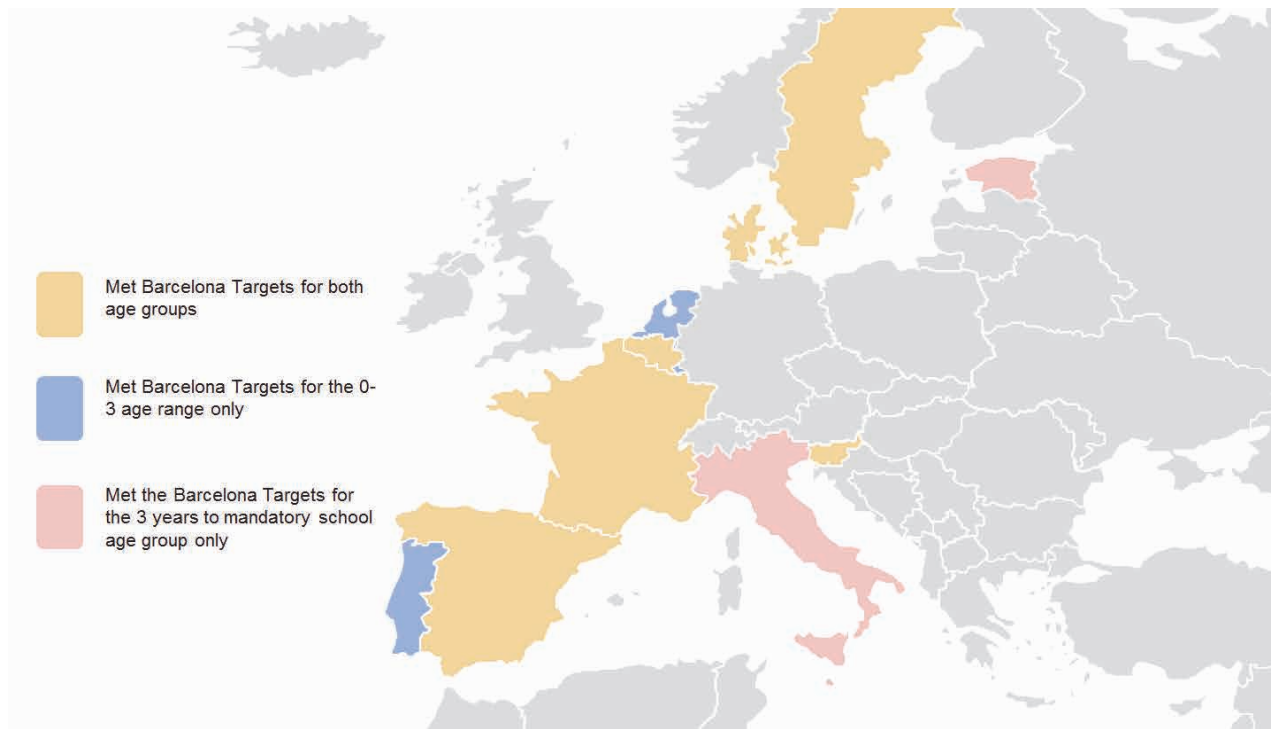 Met Barcelona Targets for both
age groups
Met Barcelona Targets for the 0-
3 age range only
Met the Barcelona Targets for
the 3 years to mandatory school
age group only